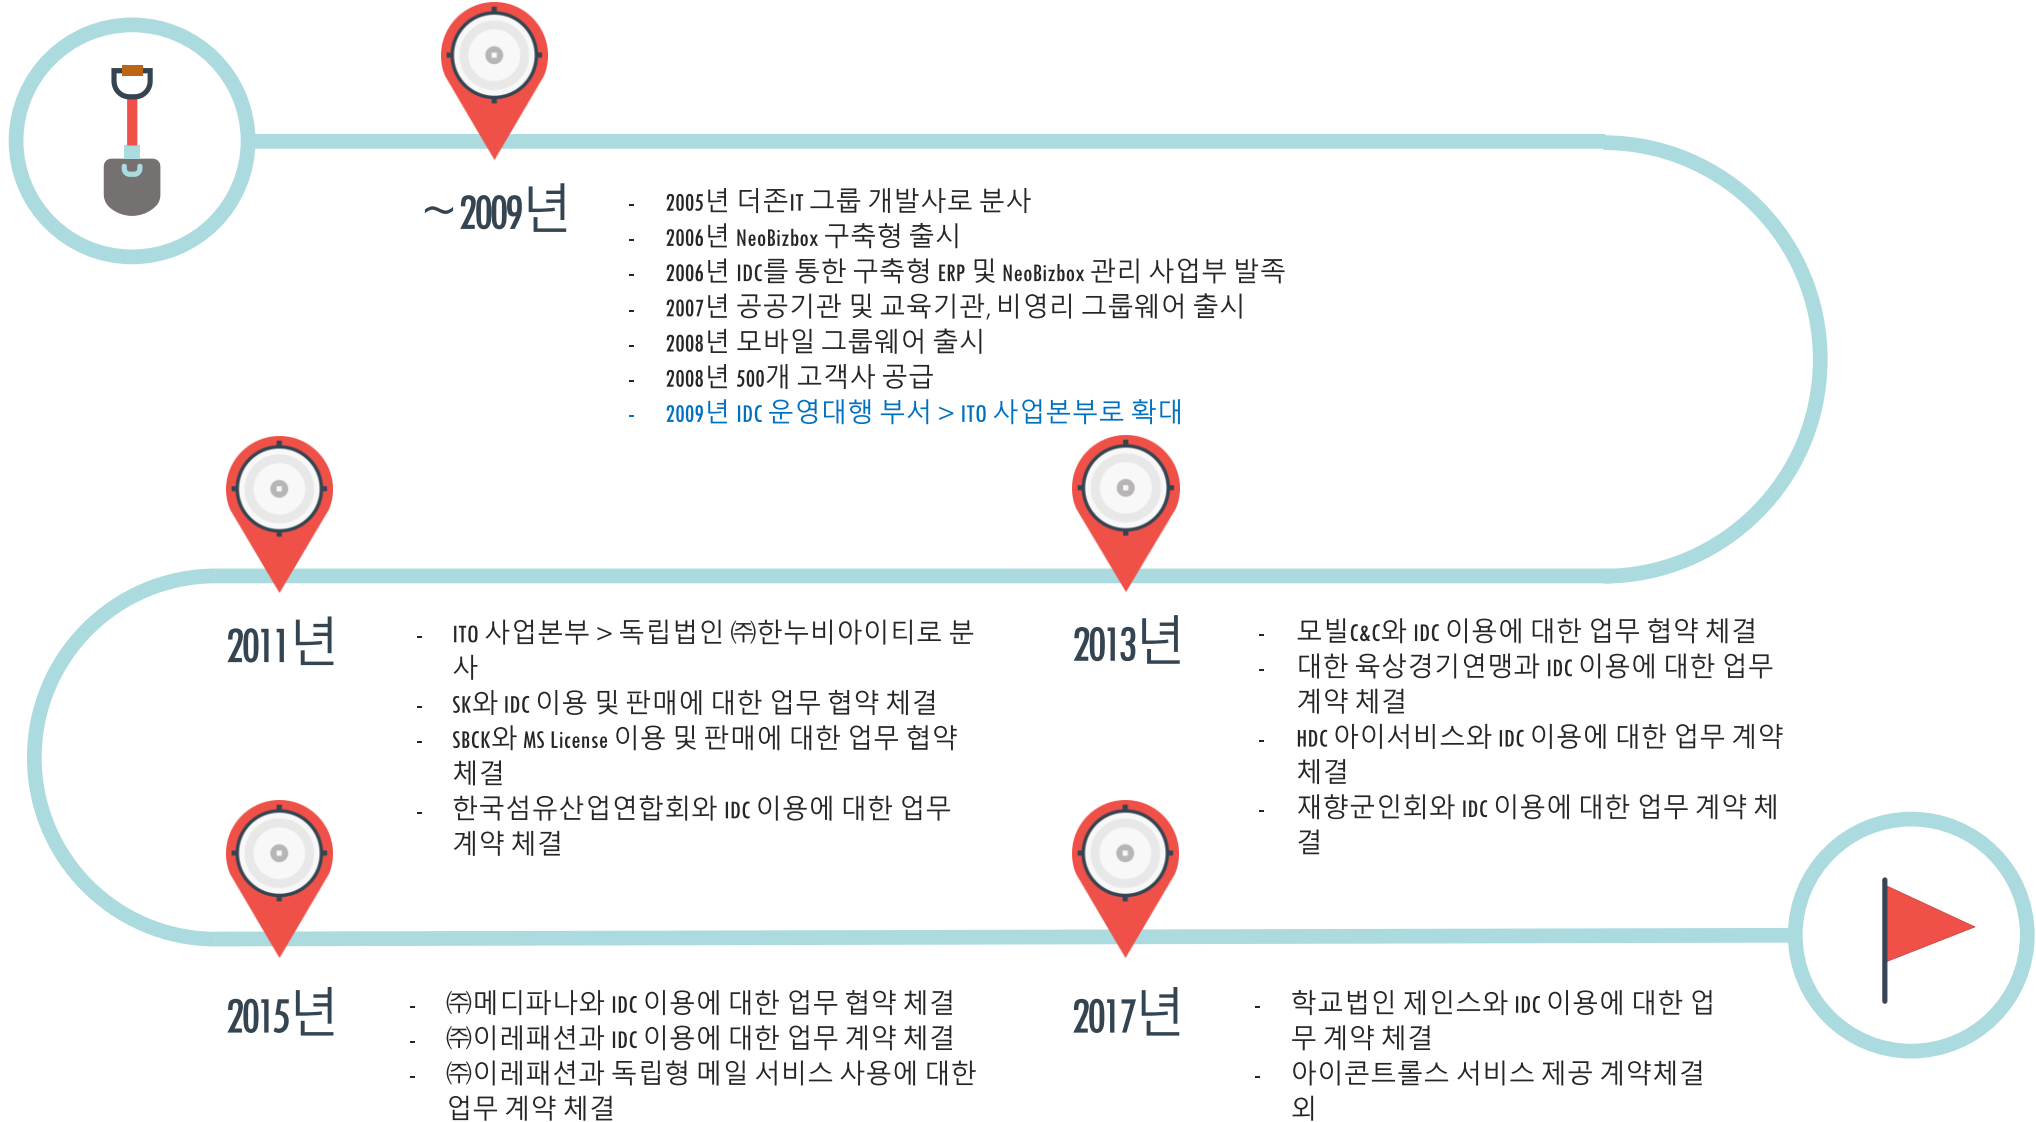 ~2009년
- 2005년 더존IT 그룹 개발사로 분사
- 2006년 NeoBizbox 구축형 출시
- 2006년 IDC를 통한 구축형 ERP 및 NeoBizbox 관리 사업부 발족
- 2007년 공공기관 및 교육기관, 비영리 그룹웨어 출시
- 2008년 모바일 그룹웨어 출시
- 2008년 500개 고객사 공급
- 2009년 IDC 운영대행 부서 > ITO 사업본부로 확대
2011년
- ITO 사업본부 > 독립법인 ㈜한누비아이티로 분
사
- SK와 IDC 이용 및 판매에 대한 업무 협약 체결
- SBCK와 MS License 이용 및 판매에 대한 업무 협약
체결
- 한국섬유산업연합회와 IDC 이용에 대한 업무
계약 체결
2013년
- 모빌C&C와 IDC 이용에 대한 업무 협약 체결
- 대한 육상경기연맹과 IDC 이용에 대한 업무
계약 체결
- HDC 아이서비스와 IDC 이용에 대한 업무 계약
체결
- 재향군인회와 IDC 이용에 대한 업무 계약 체
결
2015년
- ㈜메디파나와 IDC 이용에 대한 업무 협약 체결
- ㈜이레패션과 IDC 이용에 대한 업무 계약 체결
- ㈜이레패션과 독립형 메일 서비스 사용에 대한
업무 계약 체결
2017년
- 학교법인 제인스와 IDC 이용에 대한 업
무 계약 체결
- 아이콘트롤스 서비스 제공 계약체결
외